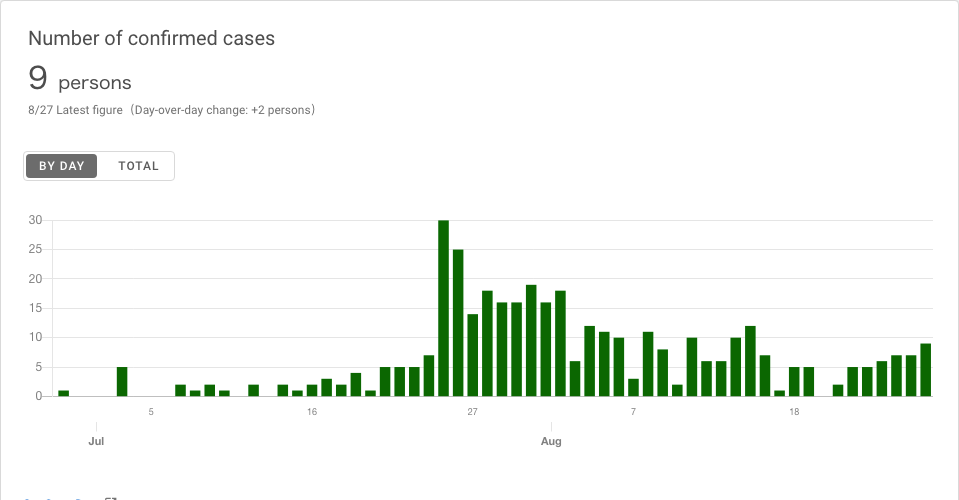 Number of confirmed cases
9 persons
8/27 Latest figure（Day-over-day change: +2 persons）
BY DAY TOTAL
30
25
20
15
10
5
0
5 16 27 7 18
Jul Aug